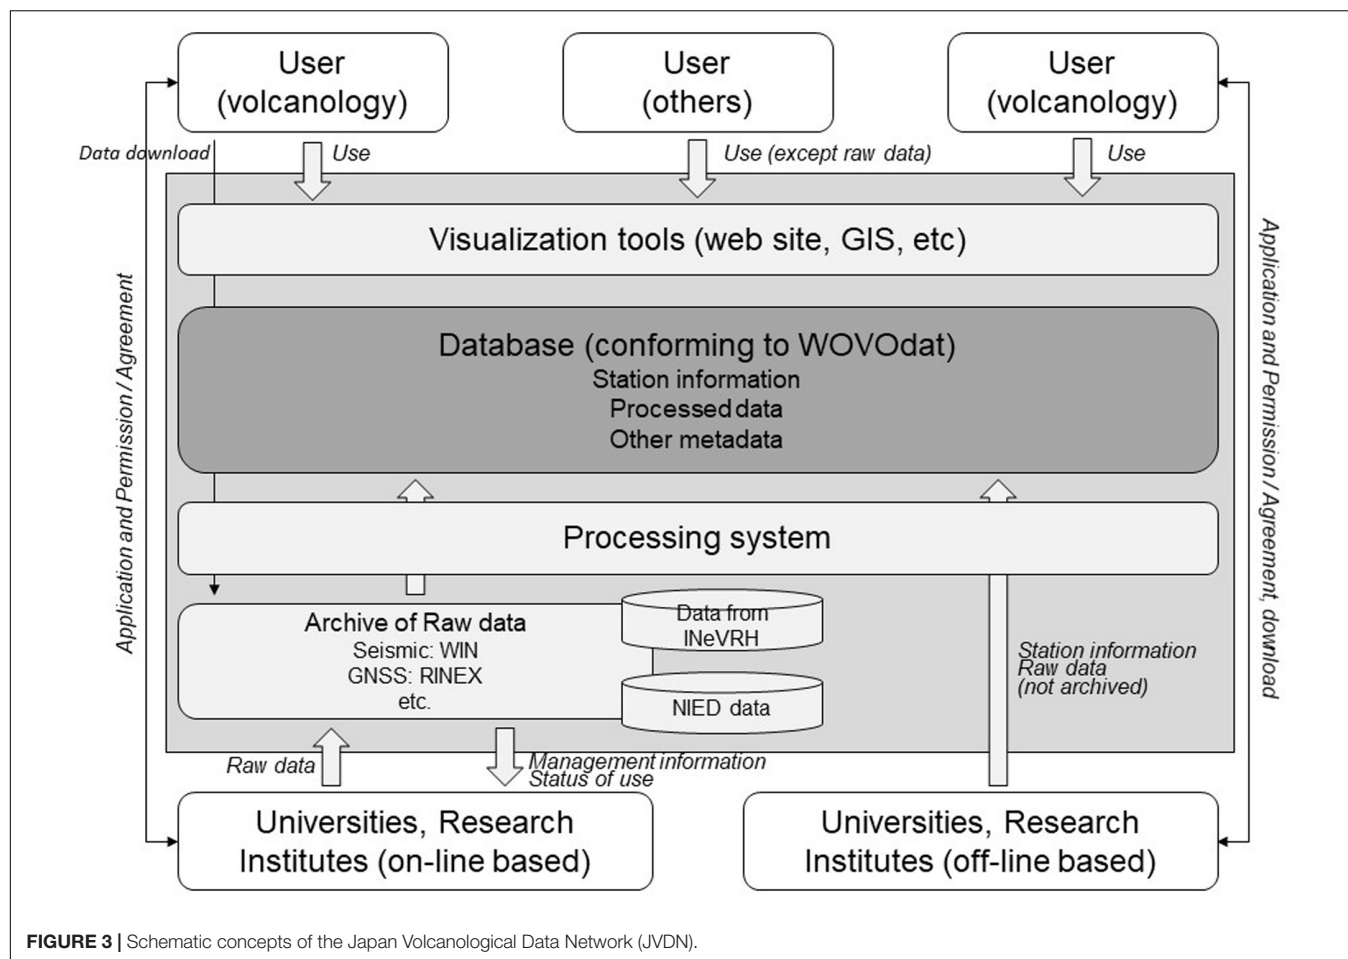 User
(volcanology)
User
(others)
User
(volcanology)
Data download
Use
Use (except raw data)
Use
Visualization tools (web site, GIS, etc)
Application and Permission / Agreement
Application and Permission / Agreement, download
Database (conforming to WOVOdat)
Station information
Processed data
Other metadata
Processing system
Archive of Raw data
Seismic: WIN
GNSS: RINEX
etc.
Data from
INeVRH
NIED data
Station information
Raw data
(not archived)
Raw data
Management information
Status of use
Universities, Research
Institutes (on-line based)
Universities, Research
Institutes (off-line based)
FIGURE 3 | Schematic concepts of the Japan Volcanological Data Network (JVDN).